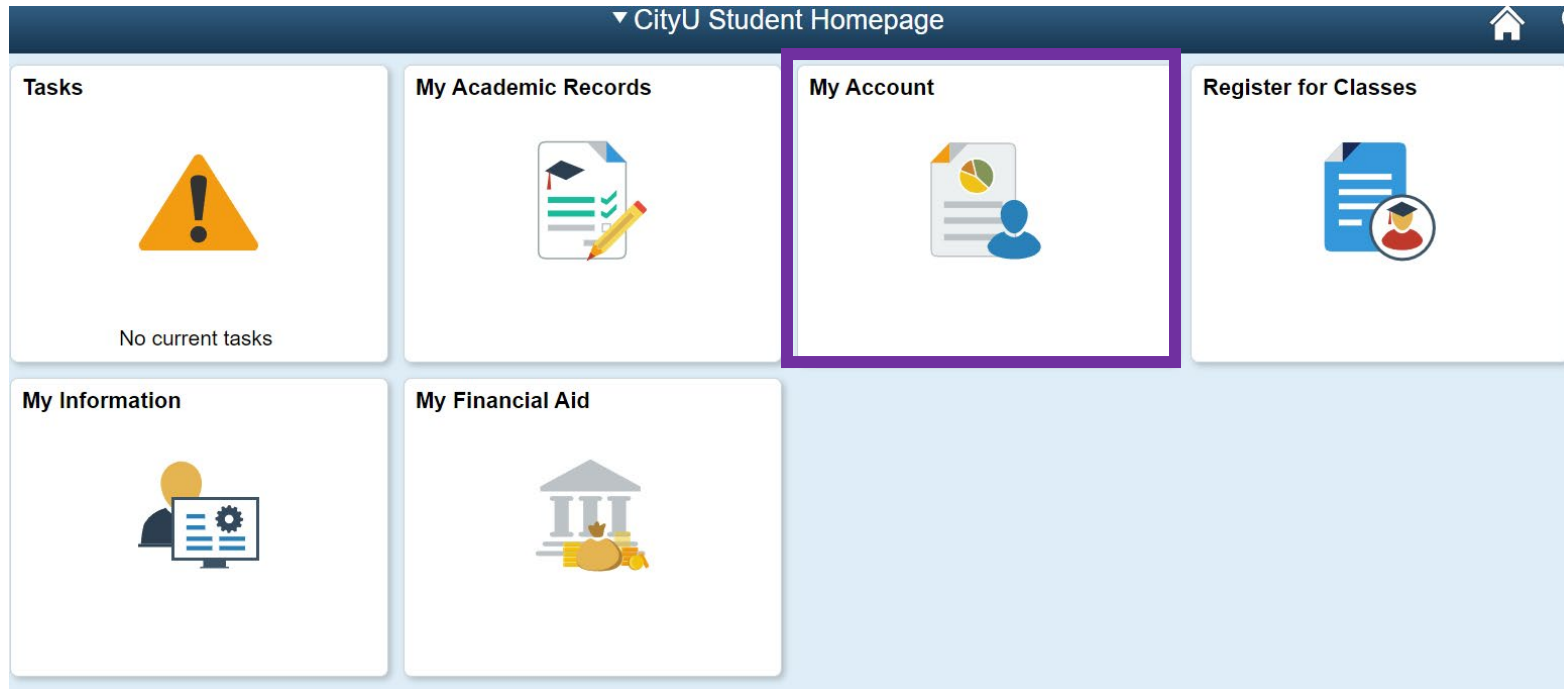 CityU Student Homepage
Tasks
My Academic Records
My Account
Register for Classes
No current tasks
My Information
My Financial Aid